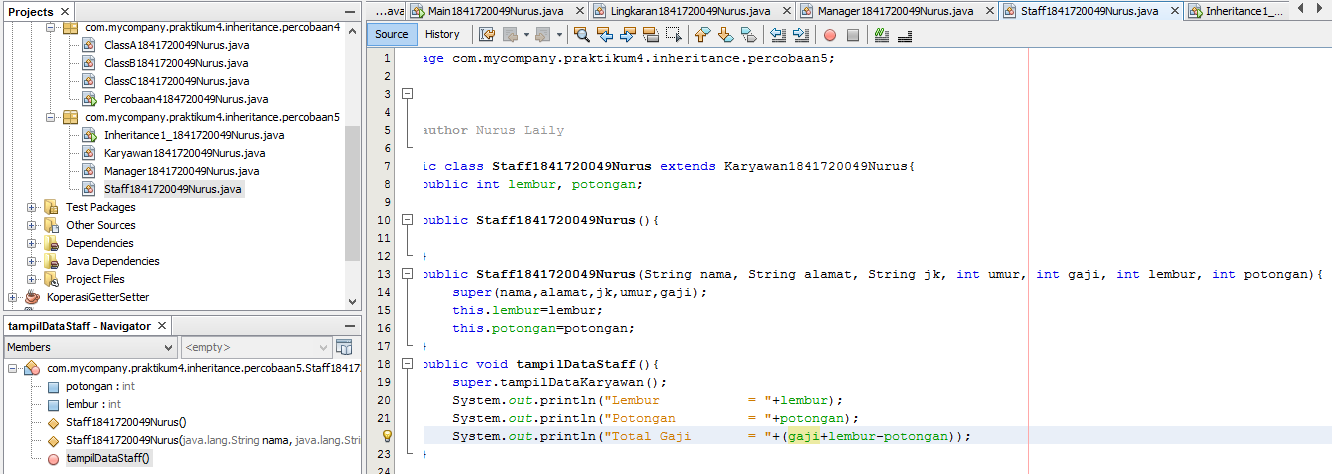 Projects
com.mycompany.praktikum4.inheritance.percobaan4
ClassA1841720049Nurus.java
ClassB1841720049Nurus.java
ClassC1841720049Nurus.java
Percobaan4184720049Nurus.java
com.mycompany.praktikum4.inheritance.percobaan5
Inheritance1_1841720049Nurus.java
Karyawan1841720049Nurus.java
Manager1841720049Nurus.java
Staff1841720049Nurus.java
Test Packages
Other Sources
Dependencies
Java Dependencies
Project Files
KoperasiGetterSetter
tampilDataStaff - Navigator
Members
<empty>
com.mycompany.praktikum4.inheritance.percobaan5.Staff18417
potongan : int
lembur : int
Staff1841720049Nurus()
Staff1841720049Nurus(java.lang.String nama, java.lang.Stri
tampilDataStaff()
...ava Main1841720049Nurus.java Lingkaran1841720049Nurus.java Manager1841720049Nurus.java Staff1841720049Nurus.java Inheritance1_...
Source History
1 age com.mycompany.praktikum4.inheritance.percobaan5;
2
3
4
5 author Nurus Laily
6
7 ic class Staff1841720049Nurus extends Karyawan1841720049Nurus{
8 public int lembur, potongan;
9
10 public Staff1841720049Nurus(){
11
12 }
13 public Staff1841720049Nurus(String nama, String alamat, String jk, int umur, int gaji, int lembur, int potongan){
14 super(nama,alamat,jk,umur,gaji);
15 this.lembur=lembur;
16 this.potongan=potongan;
17 }
18 public void tampilDataStaff(){
19 super.tampilDataKaryawan();
20 System.out.println("Lembur           = "+lembur);
21 System.out.println("Potongan         = "+potongan);
System.out.println("Total Gaji       = "+(gaji+lembur-potongan));
23 }
24